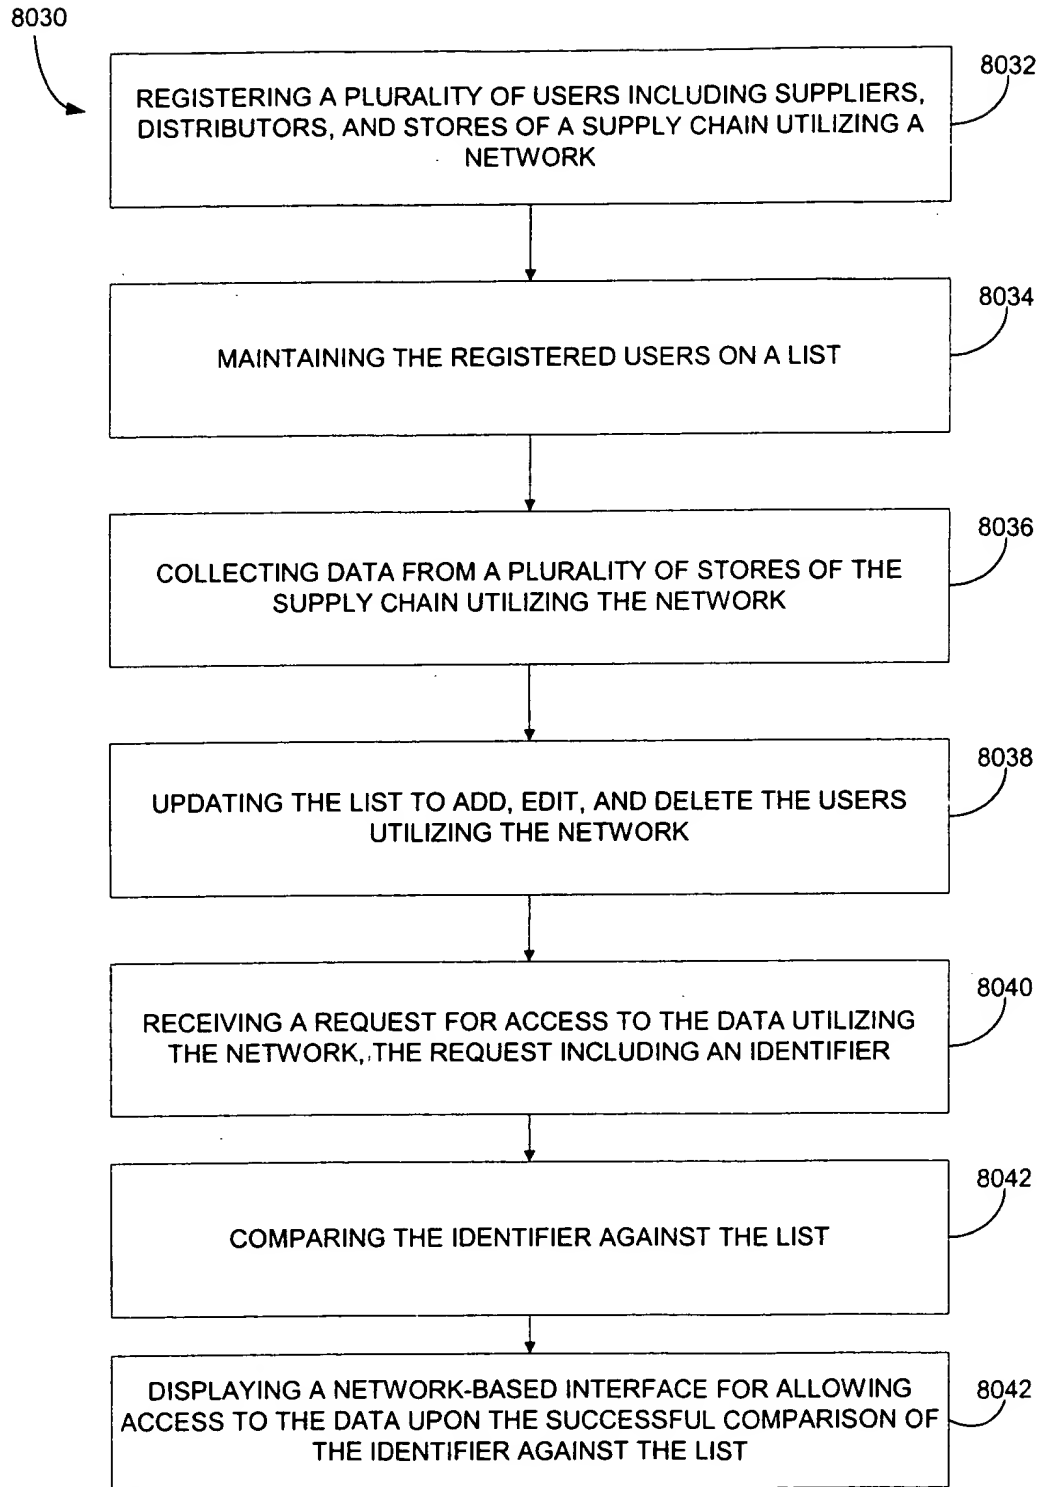 8030
8032
REGISTERING A PLURALITY OF USERS INCLUDING SUPPLIERS,
DISTRIBUTORS, AND STORES OF A SUPPLY CHAIN UTILIZING A
NETWORK
8034
MAINTAINING THE REGISTERED USERS ON A LIST
8036
COLLECTING DATA FROM A PLURALITY OF STORES OF THE
SUPPLY CHAIN UTILIZING THE NETWORK
8038
UPDATING THE LIST TO ADD, EDIT, AND DELETE THE USERS
UTILIZING THE NETWORK
8040
RECEIVING A REQUEST FOR ACCESS TO THE DATA UTILIZING
THE NETWORK, THE REQUEST INCLUDING AN IDENTIFIER
8042
COMPARING THE IDENTIFIER AGAINST THE LIST
8042
DISPLAYING A NETWORK-BASED INTERFACE FOR ALLOWING
ACCESS TO THE DATA UPON THE SUCCESSFUL COMPARISON OF
THE IDENTIFIER AGAINST THE LIST